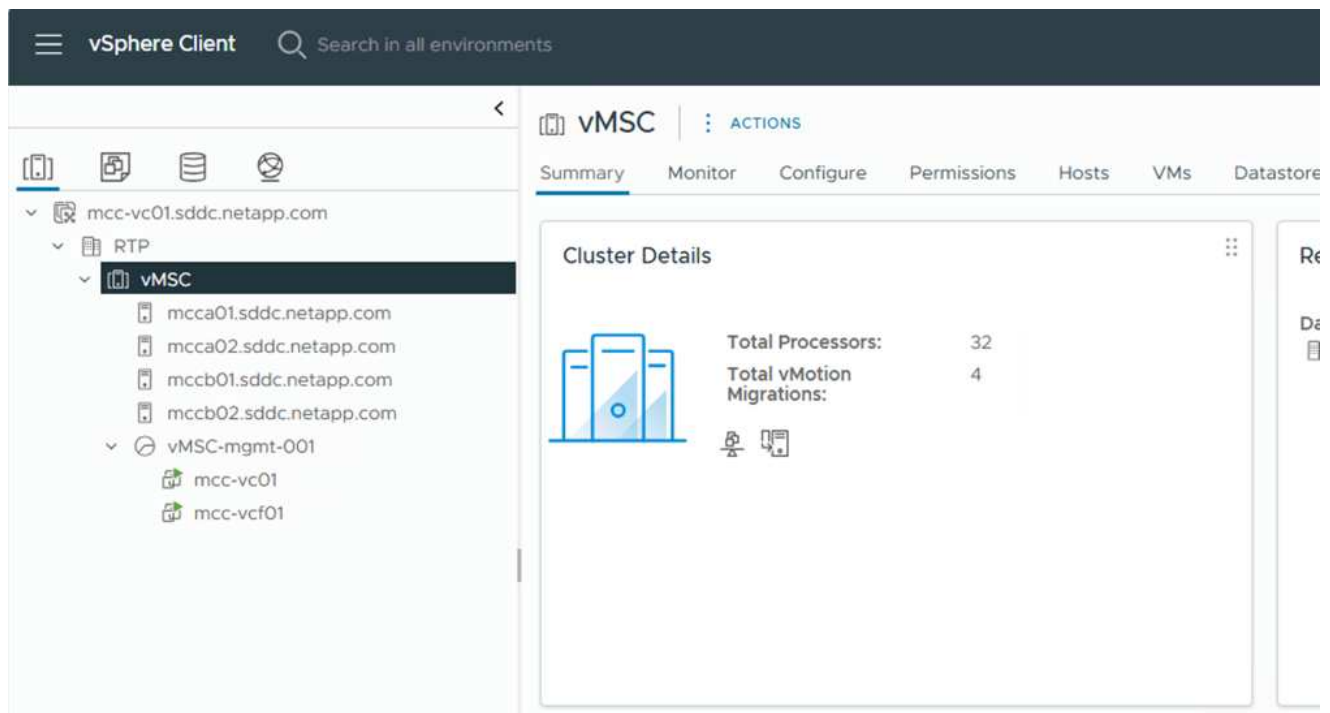 vSphere Client
Search in all environments
vMSC
ACTIONS
Summary Monitor Configure Permissions Hosts VMs Datastore
mcc-vc01.sddc.netapp.com
RTP
vMSC
mcca01.sddc.netapp.com
mcca02.sddc.netapp.com
mccb01.sddc.netapp.com
mccb02.sddc.netapp.com
vMSC-mgmt-001
mcc-vc01
mcc-vcf01
Cluster Details
Total Processors: 32
Total vMotion 4
Migrations:
Re
Da